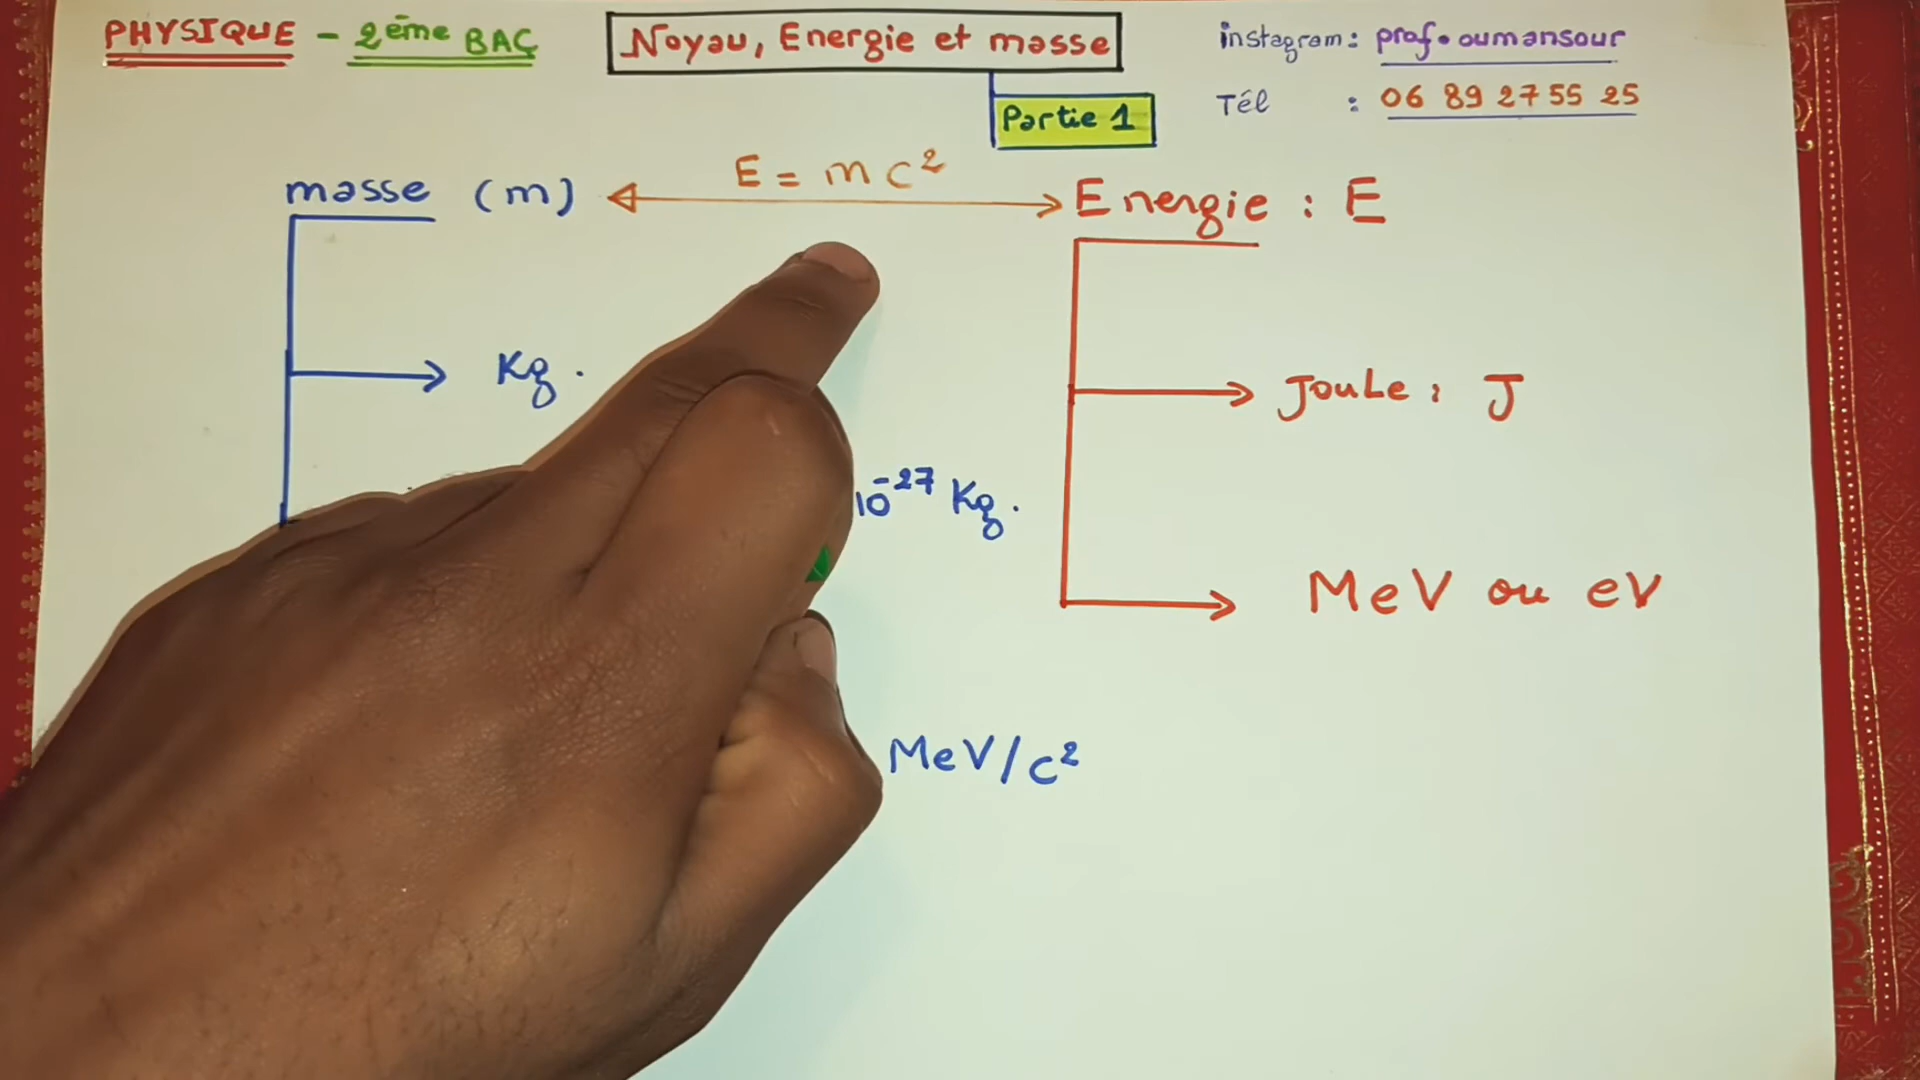 PHYSIQUE - 2ème BAC
Noyau, Energie et masse
Partie 1
instagram: prof.oumansour
Tél : 06 89 27 55 25
masse (m)
E = mc²
Energie : E
Kg.
Joule : J
10⁻²⁷ Kg.
MeV ou eV
MeV/c²